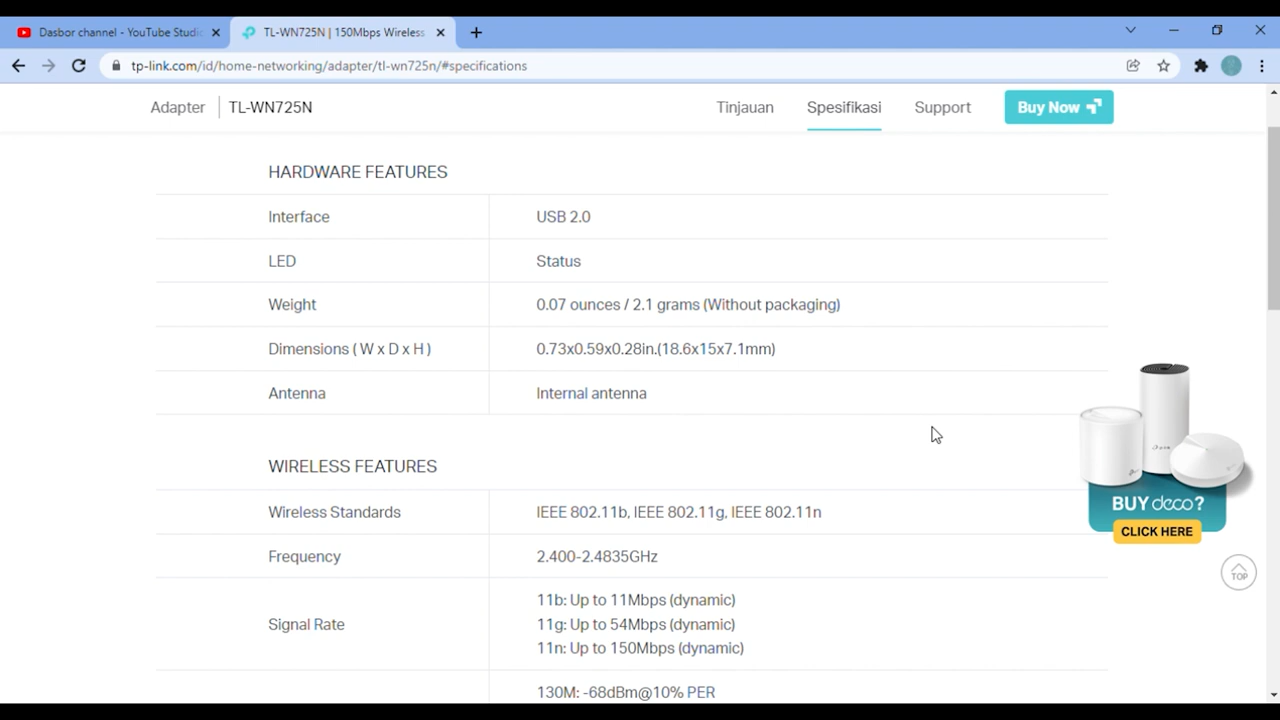 Dasbor channel - YouTube Studio
TL-WN725N | 150Mbps Wireless
tp-link.com/id/home-networking/adapter/tl-wn725n/#specifications
Adapter TL-WN725N Tinjauan Spesifikasi Support Buy Now
HARDWARE FEATURES
Interface USB 2.0
LED Status
Weight 0.07 ounces / 2.1 grams (Without packaging)
Dimensions ( W x D x H ) 0.73x0.59x0.28in.(18.6x15x7.1mm)
Antenna Internal antenna
WIRELESS FEATURES
Wireless Standards IEEE 802.11b, IEEE 802.11g, IEEE 802.11n
Frequency 2.400-2.4835GHz
Signal Rate
11b: Up to 11Mbps (dynamic)
11g: Up to 54Mbps (dynamic)
11n: Up to 150Mbps (dynamic)
130M: -68dBm@10% PER
BUY deco?
CLICK HERE
TOP